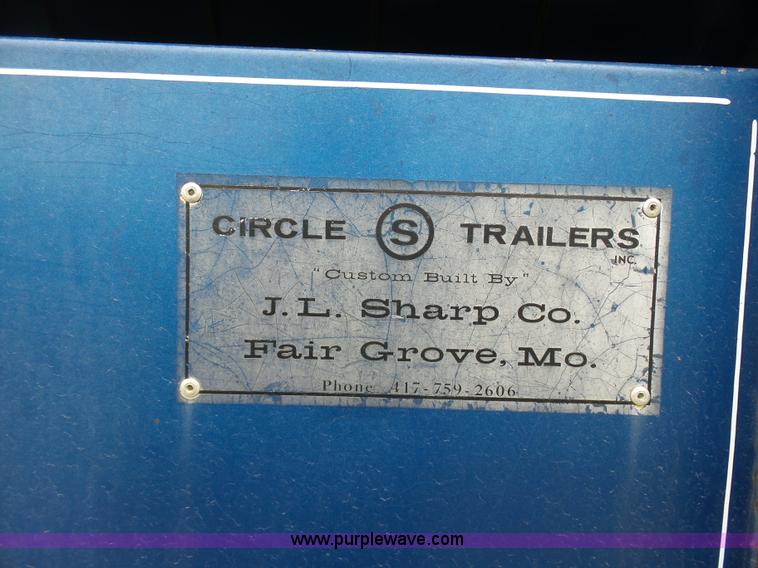 CIRCLE S TRAILERS
INC.
"Custom Built By"
J.L. Sharp Co.
Fair Grove, Mo.
Phone 417-759-2606
www.purplewave.com